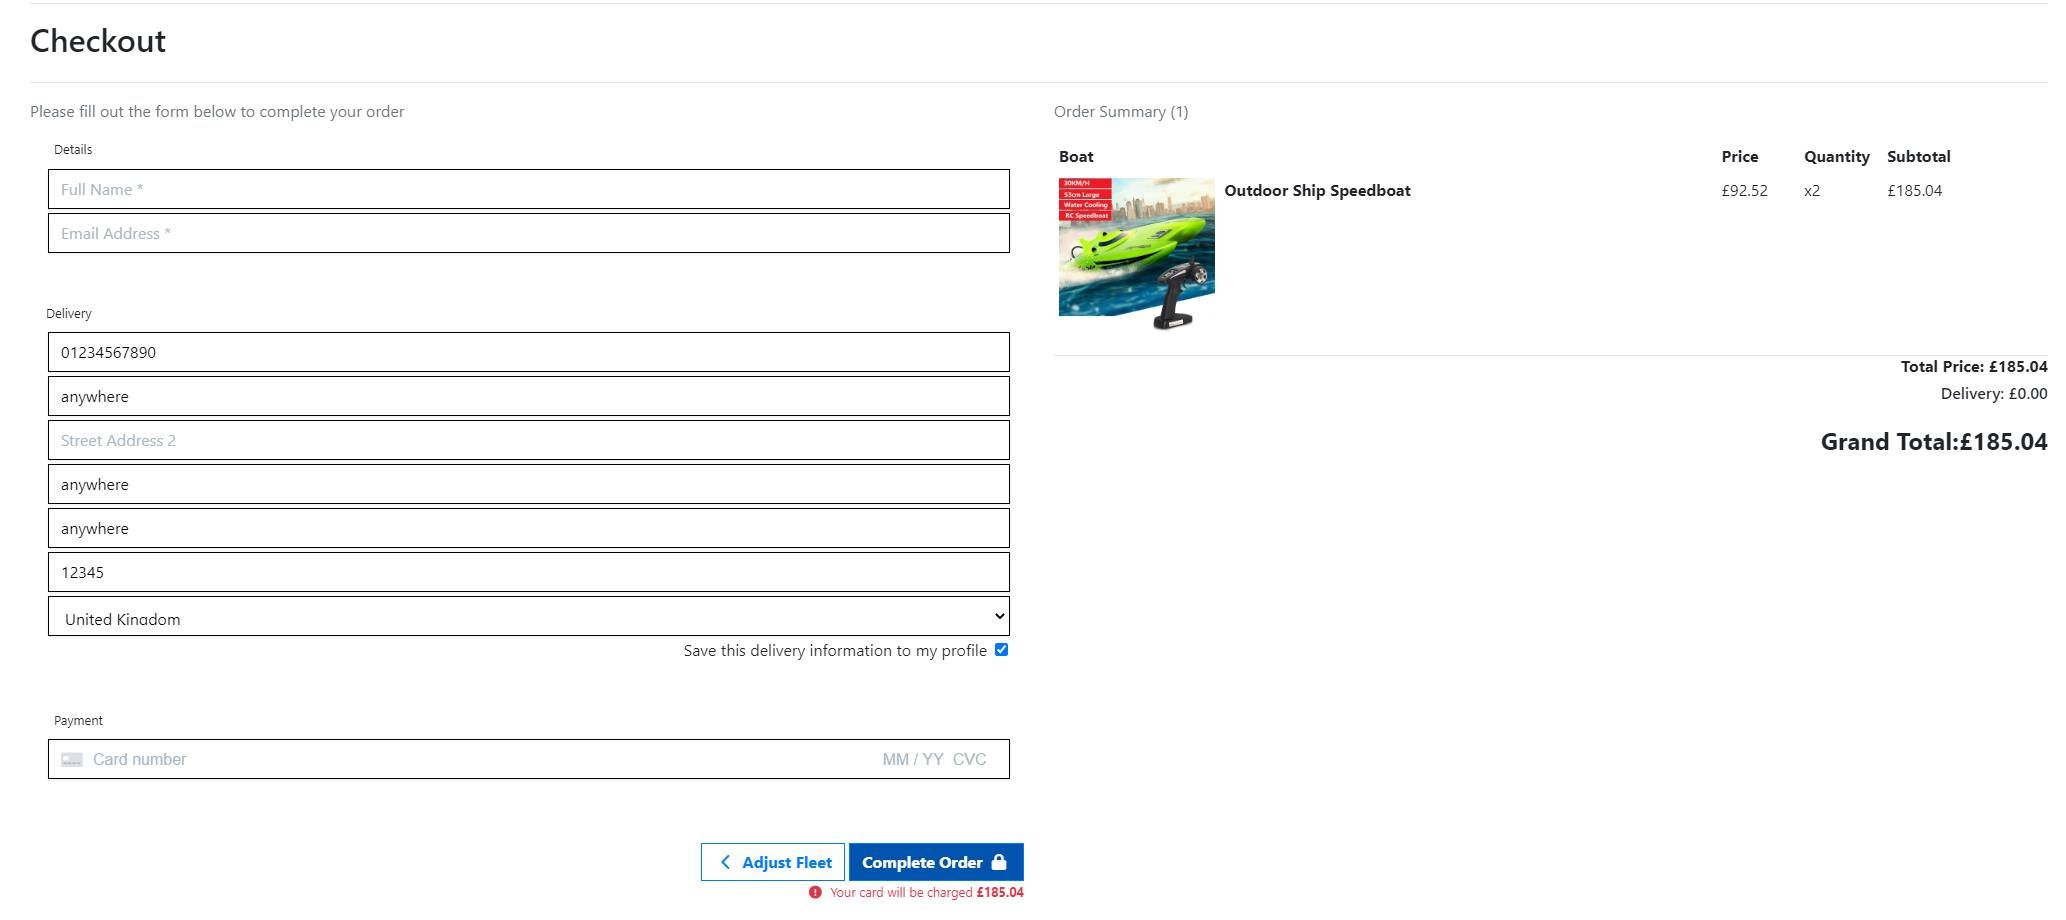 Checkout
Please fill out the form below to complete your order
Details
Full Name *
Email Address *
Delivery
01234567890
anywhere
Street Address 2
anywhere
anywhere
12345
United Kingdom
Save this delivery information to my profile
Payment
Card number MM / YY CVC
Adjust Fleet
Complete Order
Your card will be charged £185.04
Order Summary (1)
Boat Price Quantity Subtotal
30KM/H
53cm Large
Water Cooling
RC Speedboat
Outdoor Ship Speedboat £92.52 x2 £185.04
Total Price: £185.04
Delivery: £0.00
Grand Total:£185.04